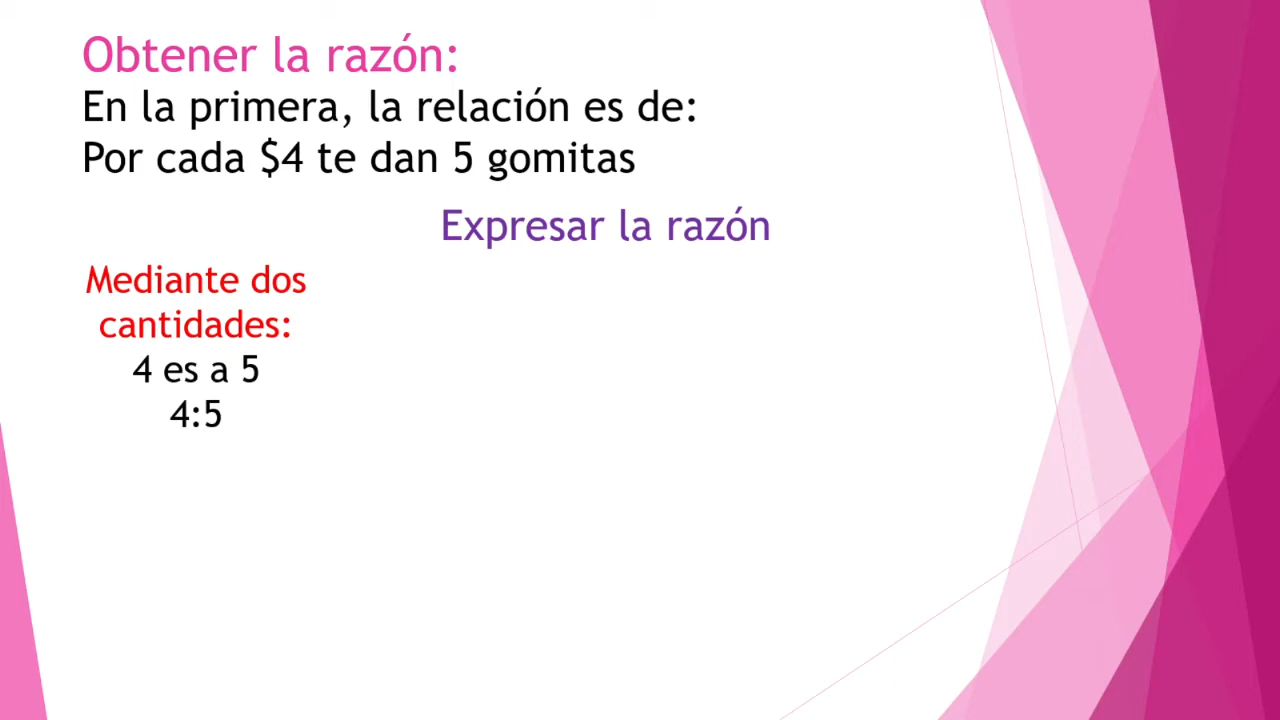 Obtener la razón:
En la primera, la relación es de:
Por cada $4 te dan 5 gomitas
Expresar la razón
Mediante dos
cantidades:
4 es a 5
4:5